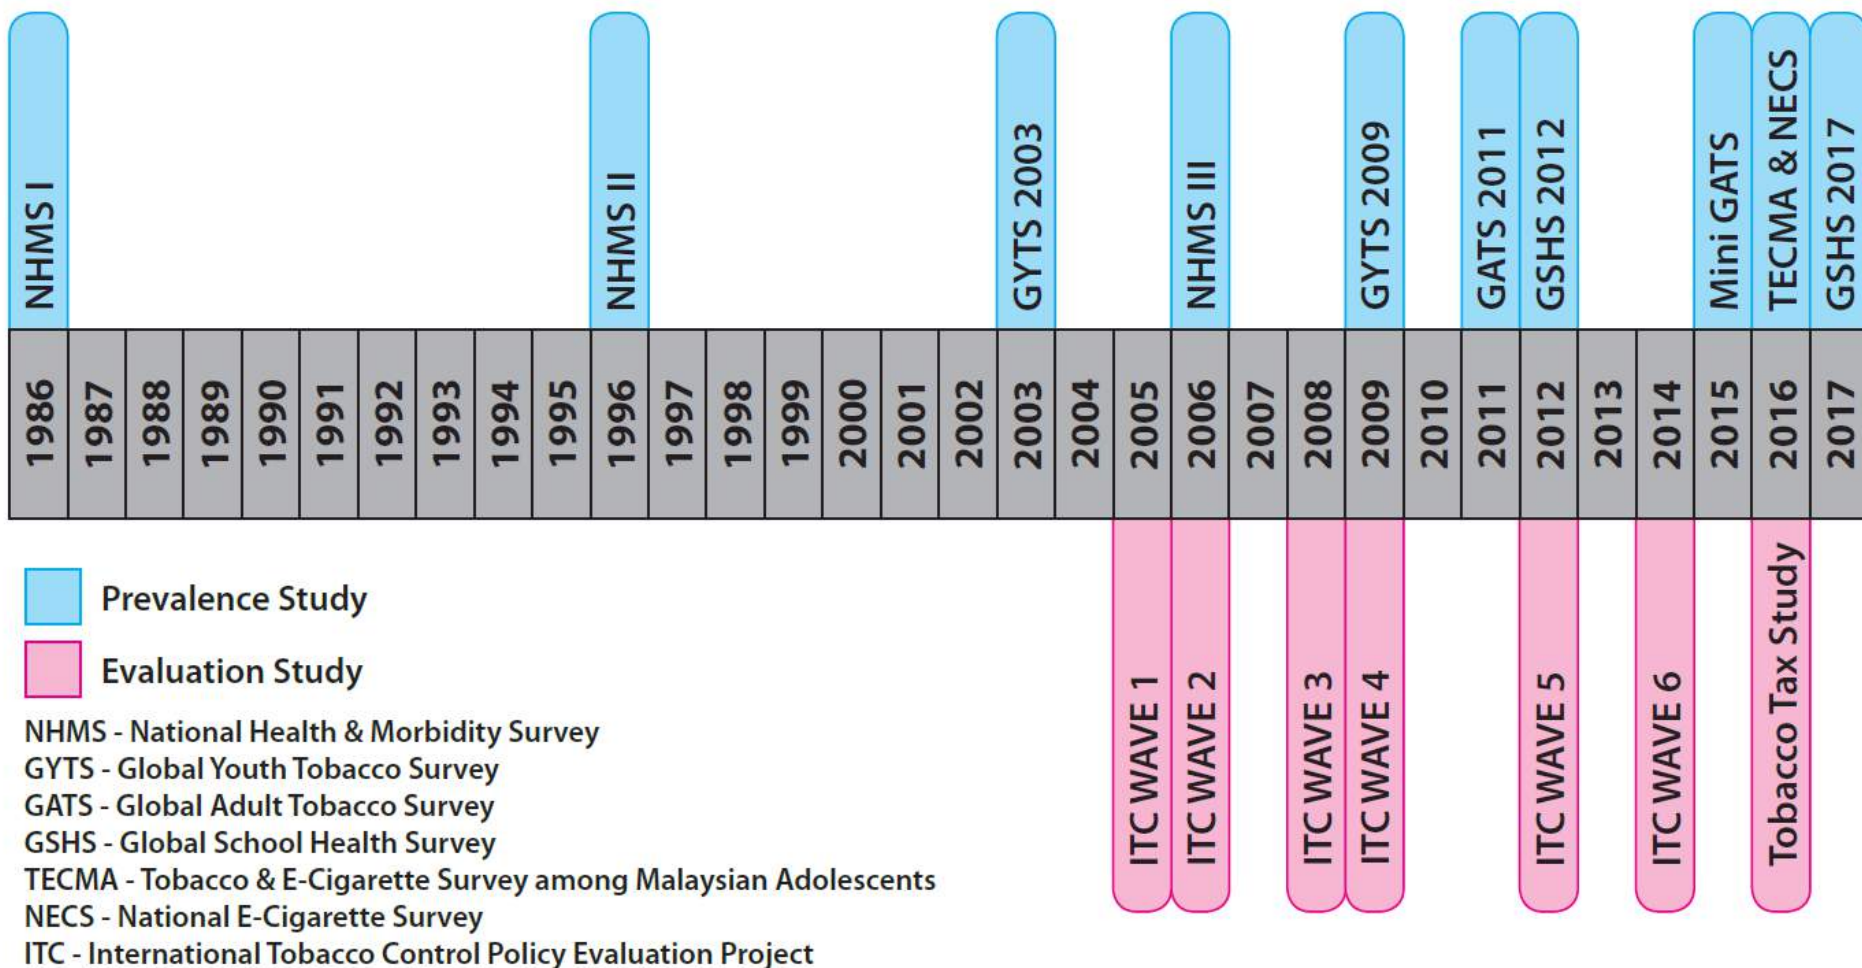 NHMS I
NHMS II
GYTS 2003
NHMS III
GYTS 2009
GATS 2011
GSHS 2012
Mini GATS
TECMA & NECS
GSHS 2017
1986
1987
1988
1989
1990
1991
1992
1993
1994
1995
1996
1997
1998
1999
2000
2001
2002
2003
2004
2005
2006
2007
2008
2009
2010
2011
2012
2013
2014
2015
2016
2017
ITC WAVE 1
ITC WAVE 2
ITC WAVE 3
ITC WAVE 4
ITC WAVE 5
ITC WAVE 6
Tobacco Tax Study
Prevalence Study
Evaluation Study
NHMS - National Health & Morbidity Survey
GYTS - Global Youth Tobacco Survey
GATS - Global Adult Tobacco Survey
GSHS - Global School Health Survey
TECMA - Tobacco & E-Cigarette Survey among Malaysian Adolescents
NECS - National E-Cigarette Survey
ITC - International Tobacco Control Policy Evaluation Project